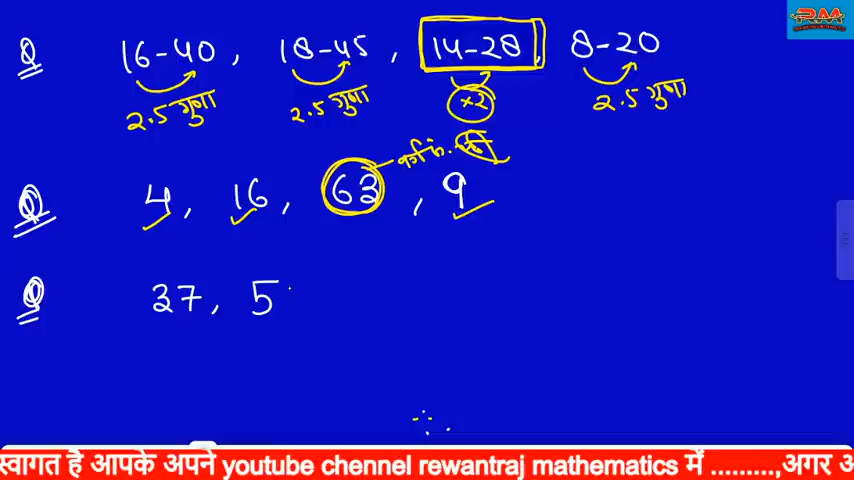 RM
Q 16-40, 18-45, 14-28, 8-20
2.5 गुणा 2.5 गुणा ×2 2.5 गुणा
Q 4, 16, 63, 9
Q 37, 5
स्वागत है आपके अपने youtube chennel rewantraj mathematics में .........,अगर अ